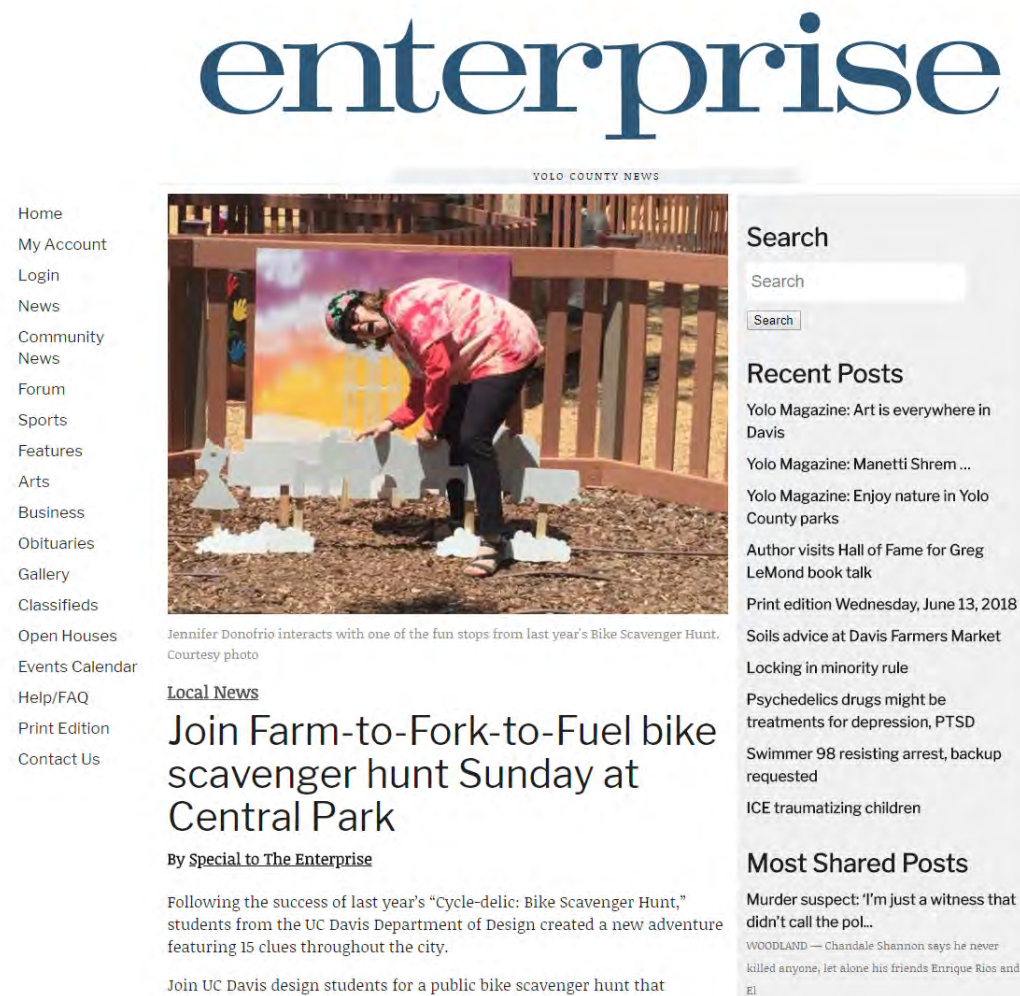 enterprise
YOLO COUNTY NEWS
Home
My Account
Login
News
Community
News
Forum
Sports
Features
Arts
Business
Obituaries
Gallery
Classifieds
Open Houses
Events Calendar
Help/FAQ
Print Edition
Contact Us
Jennifer Donofrio interacts with one of the fun stops from last year's Bike Scavenger Hunt.
Courtesy photo
Local News
Join Farm-to-Fork-to-Fuel bike
scavenger hunt Sunday at
Central Park
By Special to The Enterprise
Following the success of last year's “Cycle-delic: Bike Scavenger Hunt,”
students from the UC Davis Department of Design created a new adventure
featuring 15 clues throughout the city.
Join UC Davis design students for a public bike scavenger hunt that
Search
Search
Search
Recent Posts
Yolo Magazine: Art is everywhere in
Davis
Yolo Magazine: Manetti Shrem ...
Yolo Magazine: Enjoy nature in Yolo
County parks
Author visits Hall of Fame for Greg
LeMond book talk
Print edition Wednesday, June 13, 2018
Soils advice at Davis Farmers Market
Locking in minority rule
Psychedelics drugs might be
treatments for depression, PTSD
Swimmer 98 resisting arrest, backup
requested
ICE traumatizing children
Most Shared Posts
Murder suspect: ‘I'm just a witness that
didn't call the pol...
WOODLAND — Chandale Shannon says he never
killed anyone, let alone his friends Enrique Rios and
El